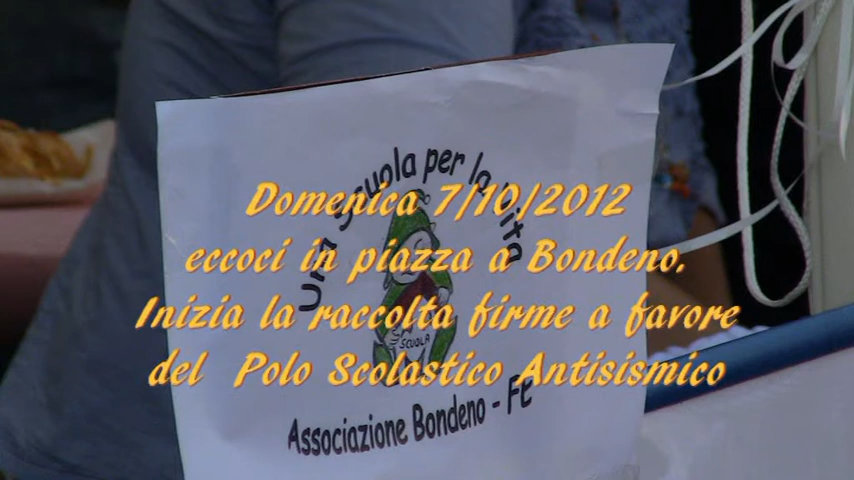 Una Scuola per la Vita
Domenica 7/10/2012
eccoci in piazza a Bondeno.
Inizia la raccolta firme a favore
del Polo Scolastico Antisismico
SCUOLA
Associazione Bondeno - FE